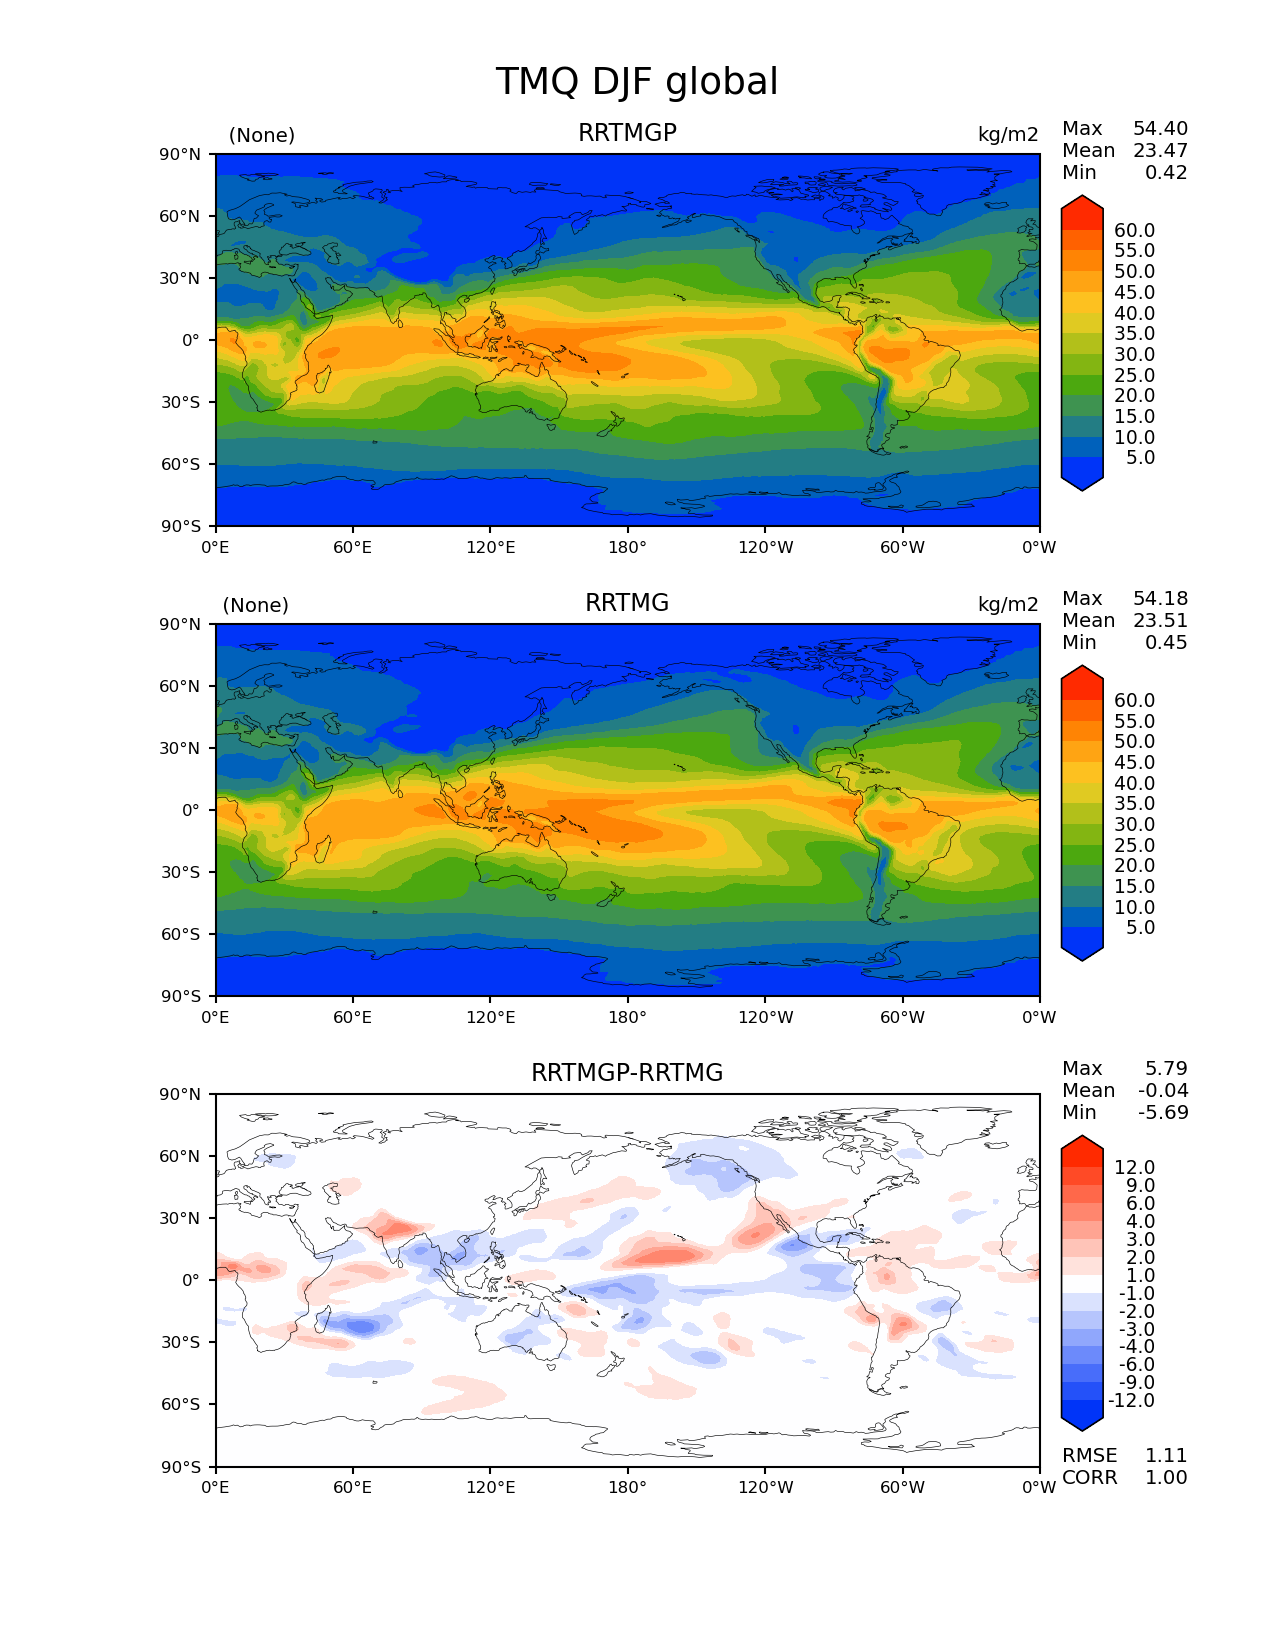 TMQ DJF global
(None) RRTMGP kg/m2
Max 54.40
Mean 23.47
Min 0.42
90°N
60°N
30°N
0°
30°S
60°S
90°S
0°E 60°E 120°E 180° 120°W 60°W 0°W
60.0
55.0
50.0
45.0
40.0
35.0
30.0
25.0
20.0
15.0
10.0
5.0
(None) RRTMG kg/m2
Max 54.18
Mean 23.51
Min 0.45
90°N
60°N
30°N
0°
30°S
60°S
90°S
0°E 60°E 120°E 180° 120°W 60°W 0°W
60.0
55.0
50.0
45.0
40.0
35.0
30.0
25.0
20.0
15.0
10.0
5.0
RRTMGP-RRTMG
Max 5.79
Mean -0.04
Min -5.69
90°N
60°N
30°N
0°
30°S
60°S
90°S
0°E 60°E 120°E 180° 120°W 60°W 0°W
12.0
9.0
6.0
4.0
3.0
2.0
1.0
-1.0
-2.0
-3.0
-4.0
-6.0
-9.0
-12.0
RMSE 1.11
CORR 1.00